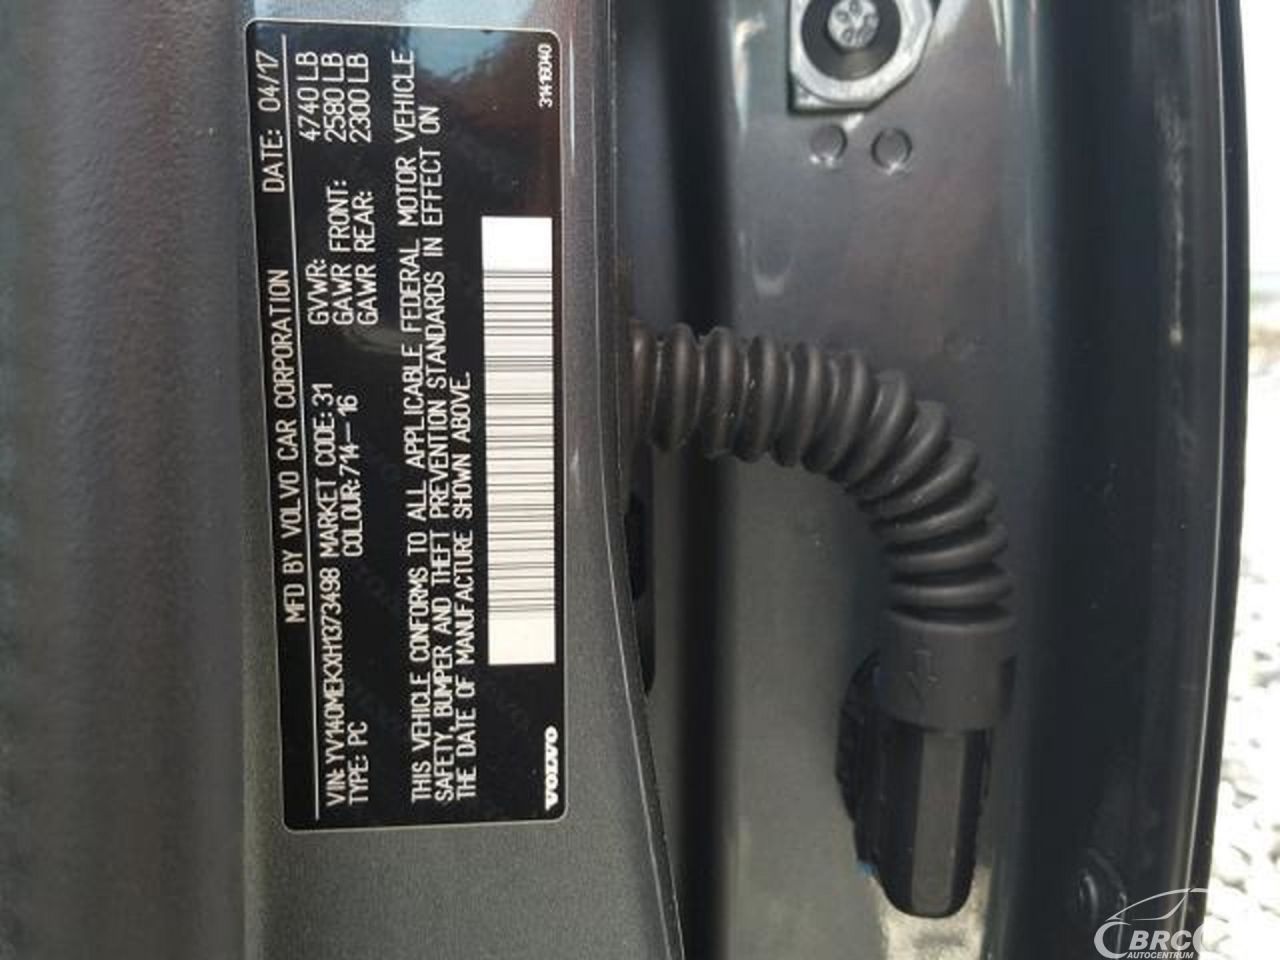 MFD BY VOLVO CAR CORPORATION DATE: 04/17
VIN: YV140MEKXH1373498 MARKET CODE: 31 GVWR: 4740 LB
TYPE: PC COLOUR: 714-16 GAWR FRONT: 2580 LB
GAWR REAR: 2300 LB
THIS VEHICLE CONFORMS TO ALL APPLICABLE FEDERAL MOTOR VEHICLE
SAFETY, BUMPER AND THEFT PREVENTION STANDARDS IN EFFECT ON
THE DATE OF MANUFACTURE SHOWN ABOVE.
VOLVO
31416040
BRC
AUTOCENTRUM